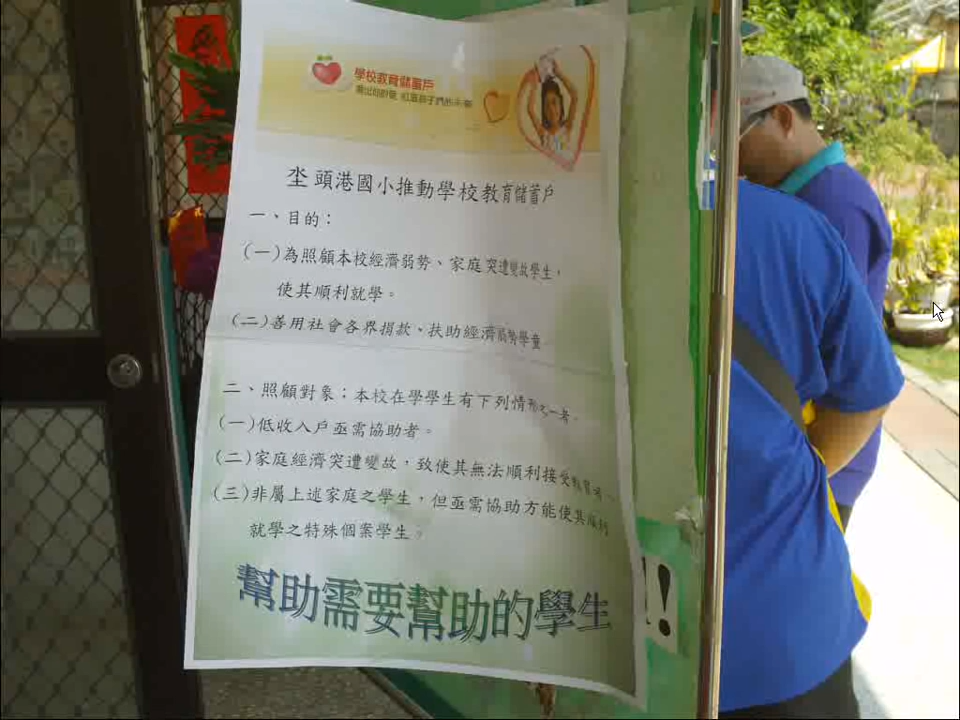 學校教育儲蓄戶
坔頭港國小推動學校教育儲蓄戶
一、目的：
(一)為照顧本校經濟弱勢、家庭突遭變故學生，
使其順利就學。
(二)善用社會各界捐款、扶助經濟弱勢學童
二、照顧對象：本校在學學生有下列情形之一者。
(一)低收入戶亟需協助者。
(二)家庭經濟突遭變故，致使其無法順利接受教育者。
(三)非屬上述家庭之學生，但亟需協助方能使其順利
就學之特殊個案學生。
幫助需要幫助的學生
!